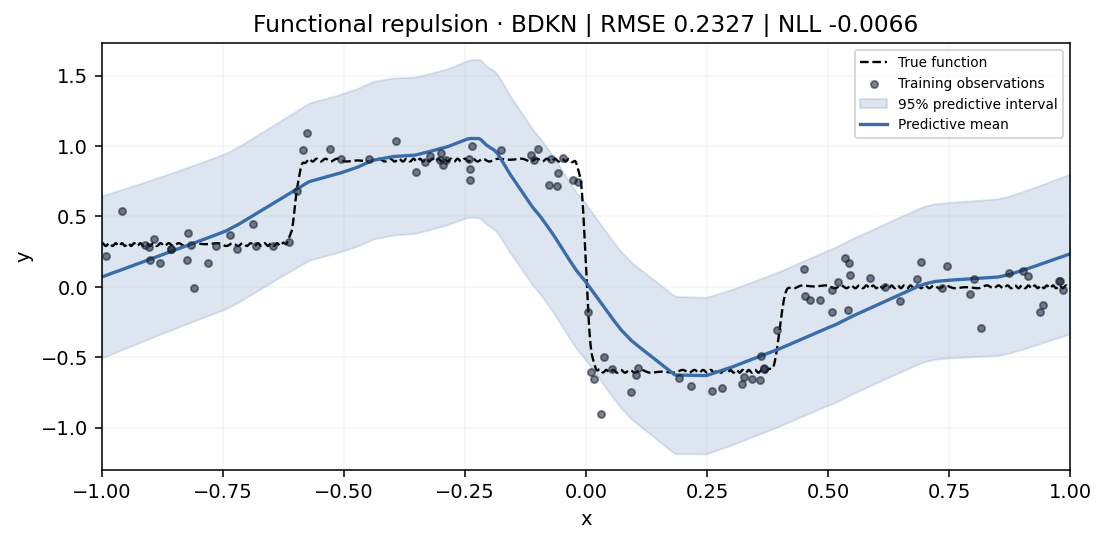 Functional repulsion · BDKN | RMSE 0.2327 | NLL -0.0066
True function
Training observations
95% predictive interval
Predictive mean
y
1.5
1.0
0.5
0.0
−0.5
−1.0
−1.00 −0.75 −0.50 −0.25 0.00 0.25 0.50 0.75 1.00
x